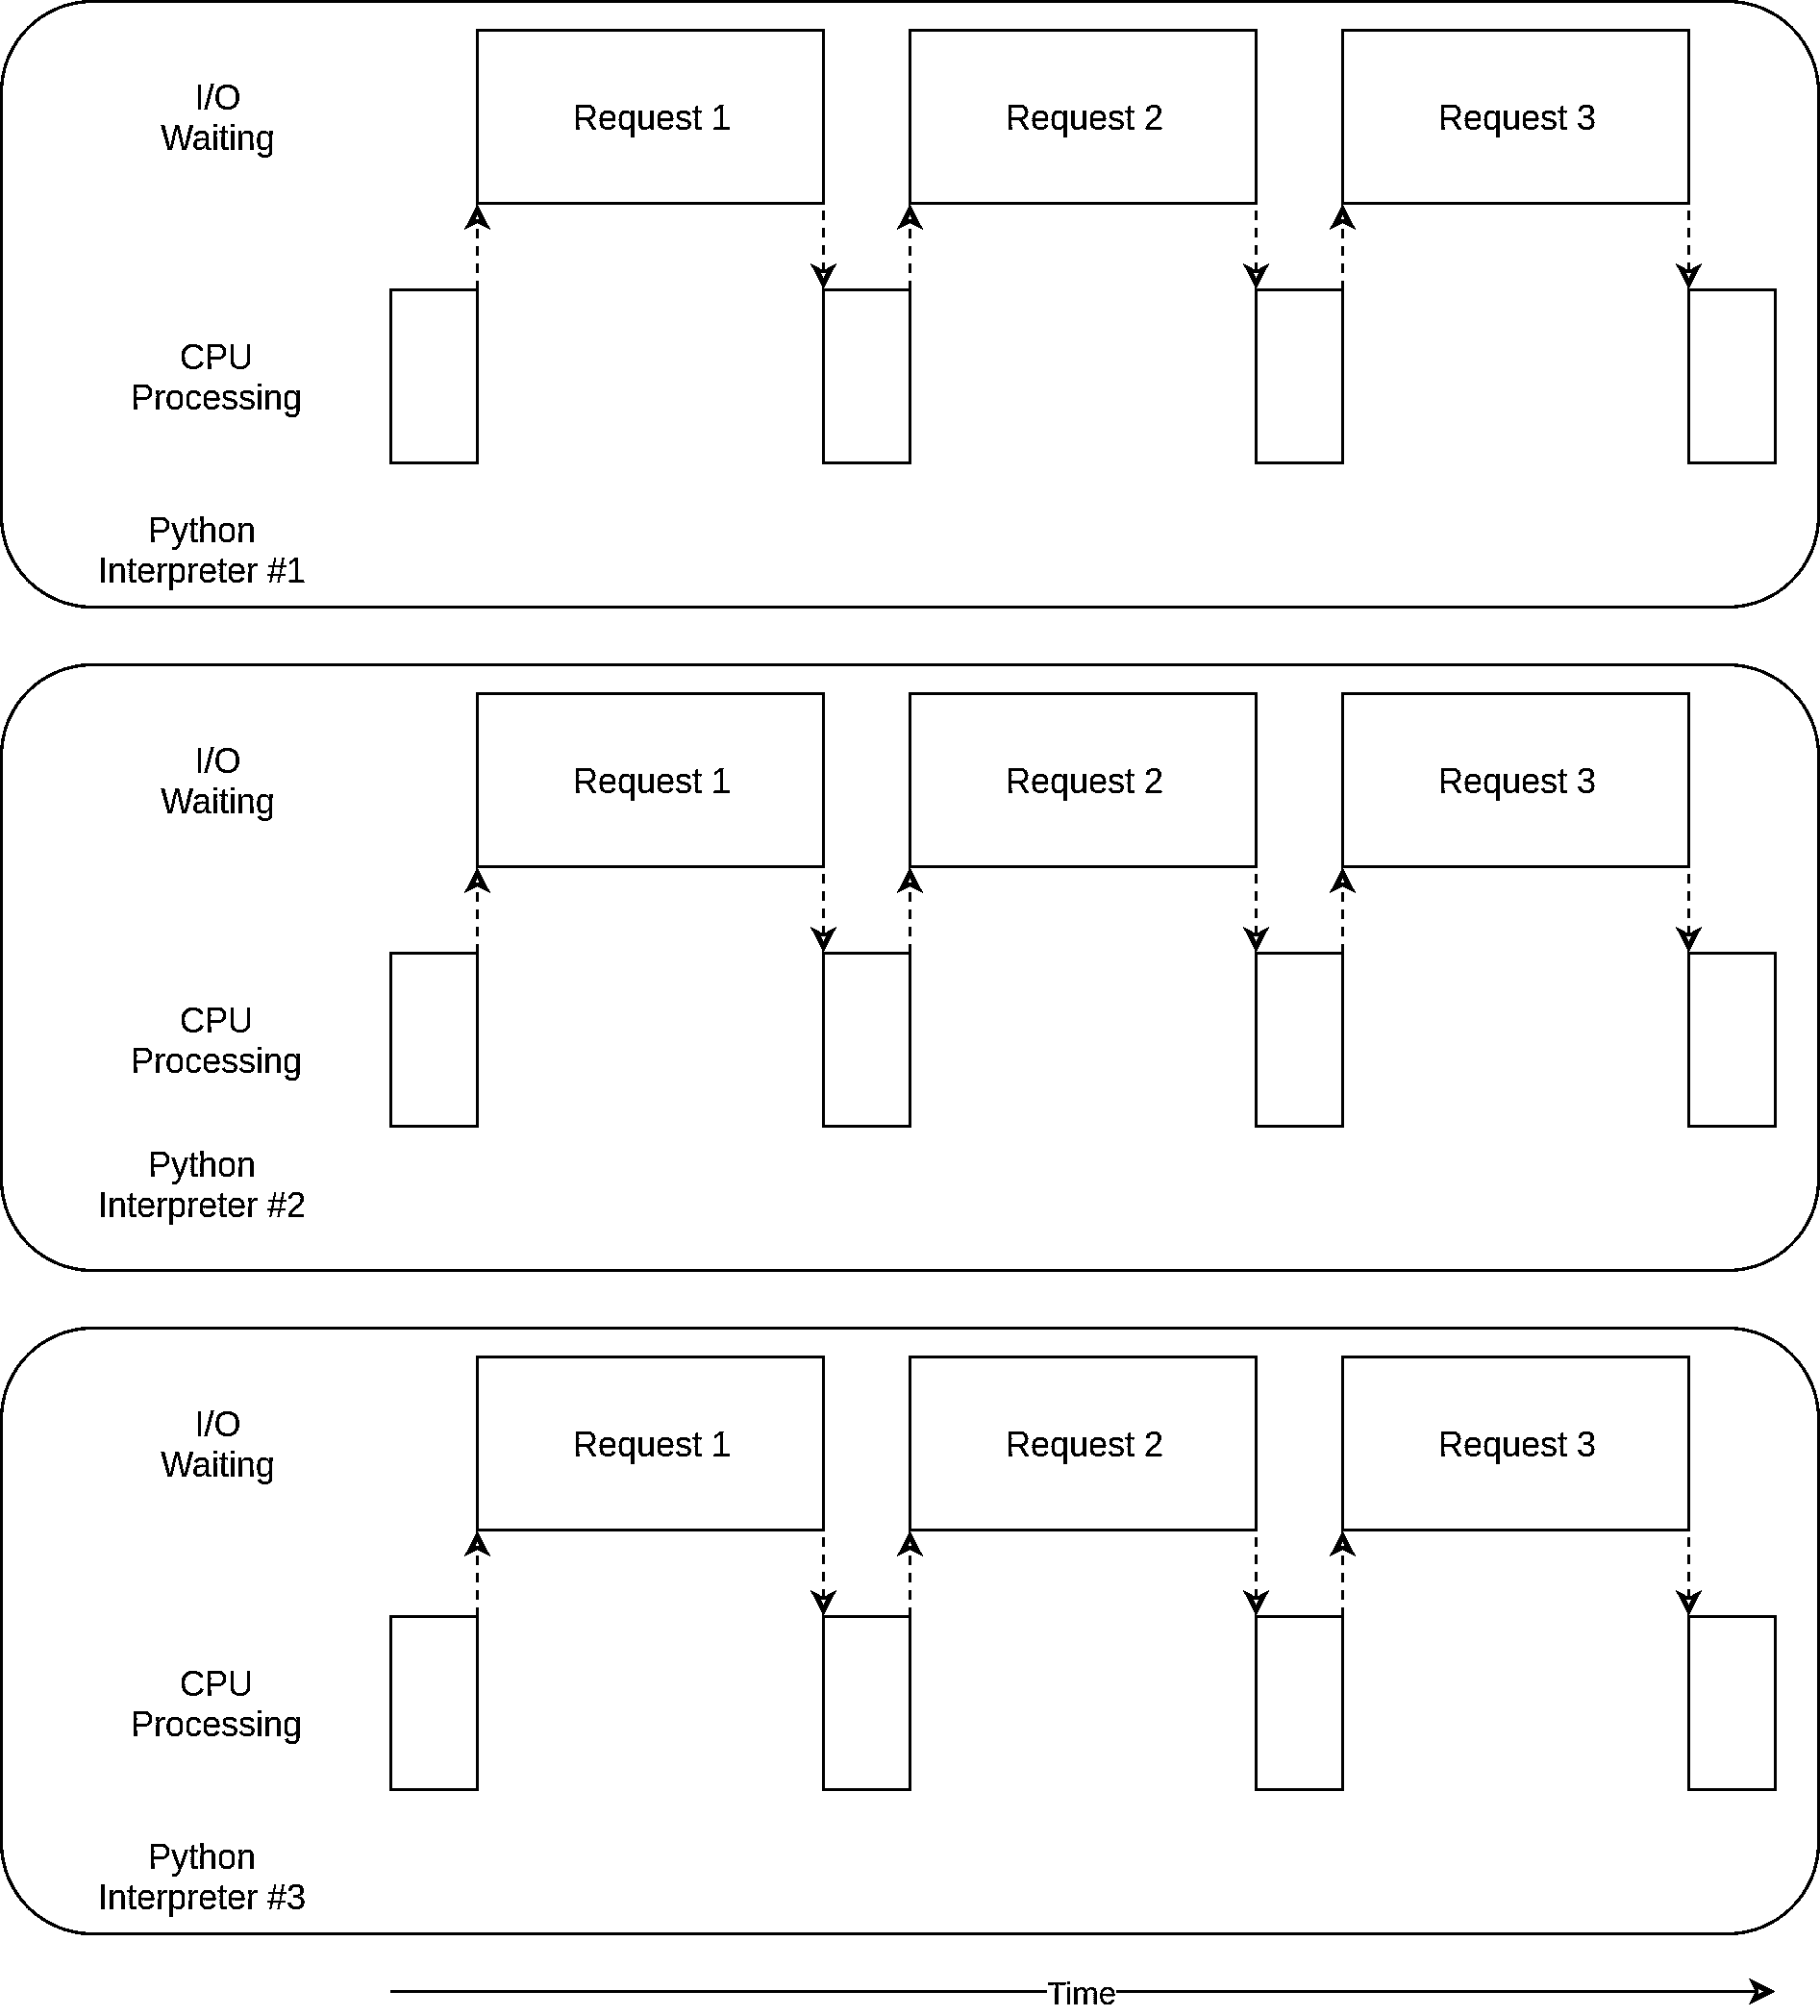 I/O
Waiting
Request 1
Request 2
Request 3
CPU
Processing
Python
Interpreter #1
I/O
Waiting
Request 1
Request 2
Request 3
CPU
Processing
Python
Interpreter #2
I/O
Waiting
Request 1
Request 2
Request 3
CPU
Processing
Python
Interpreter #3
Time